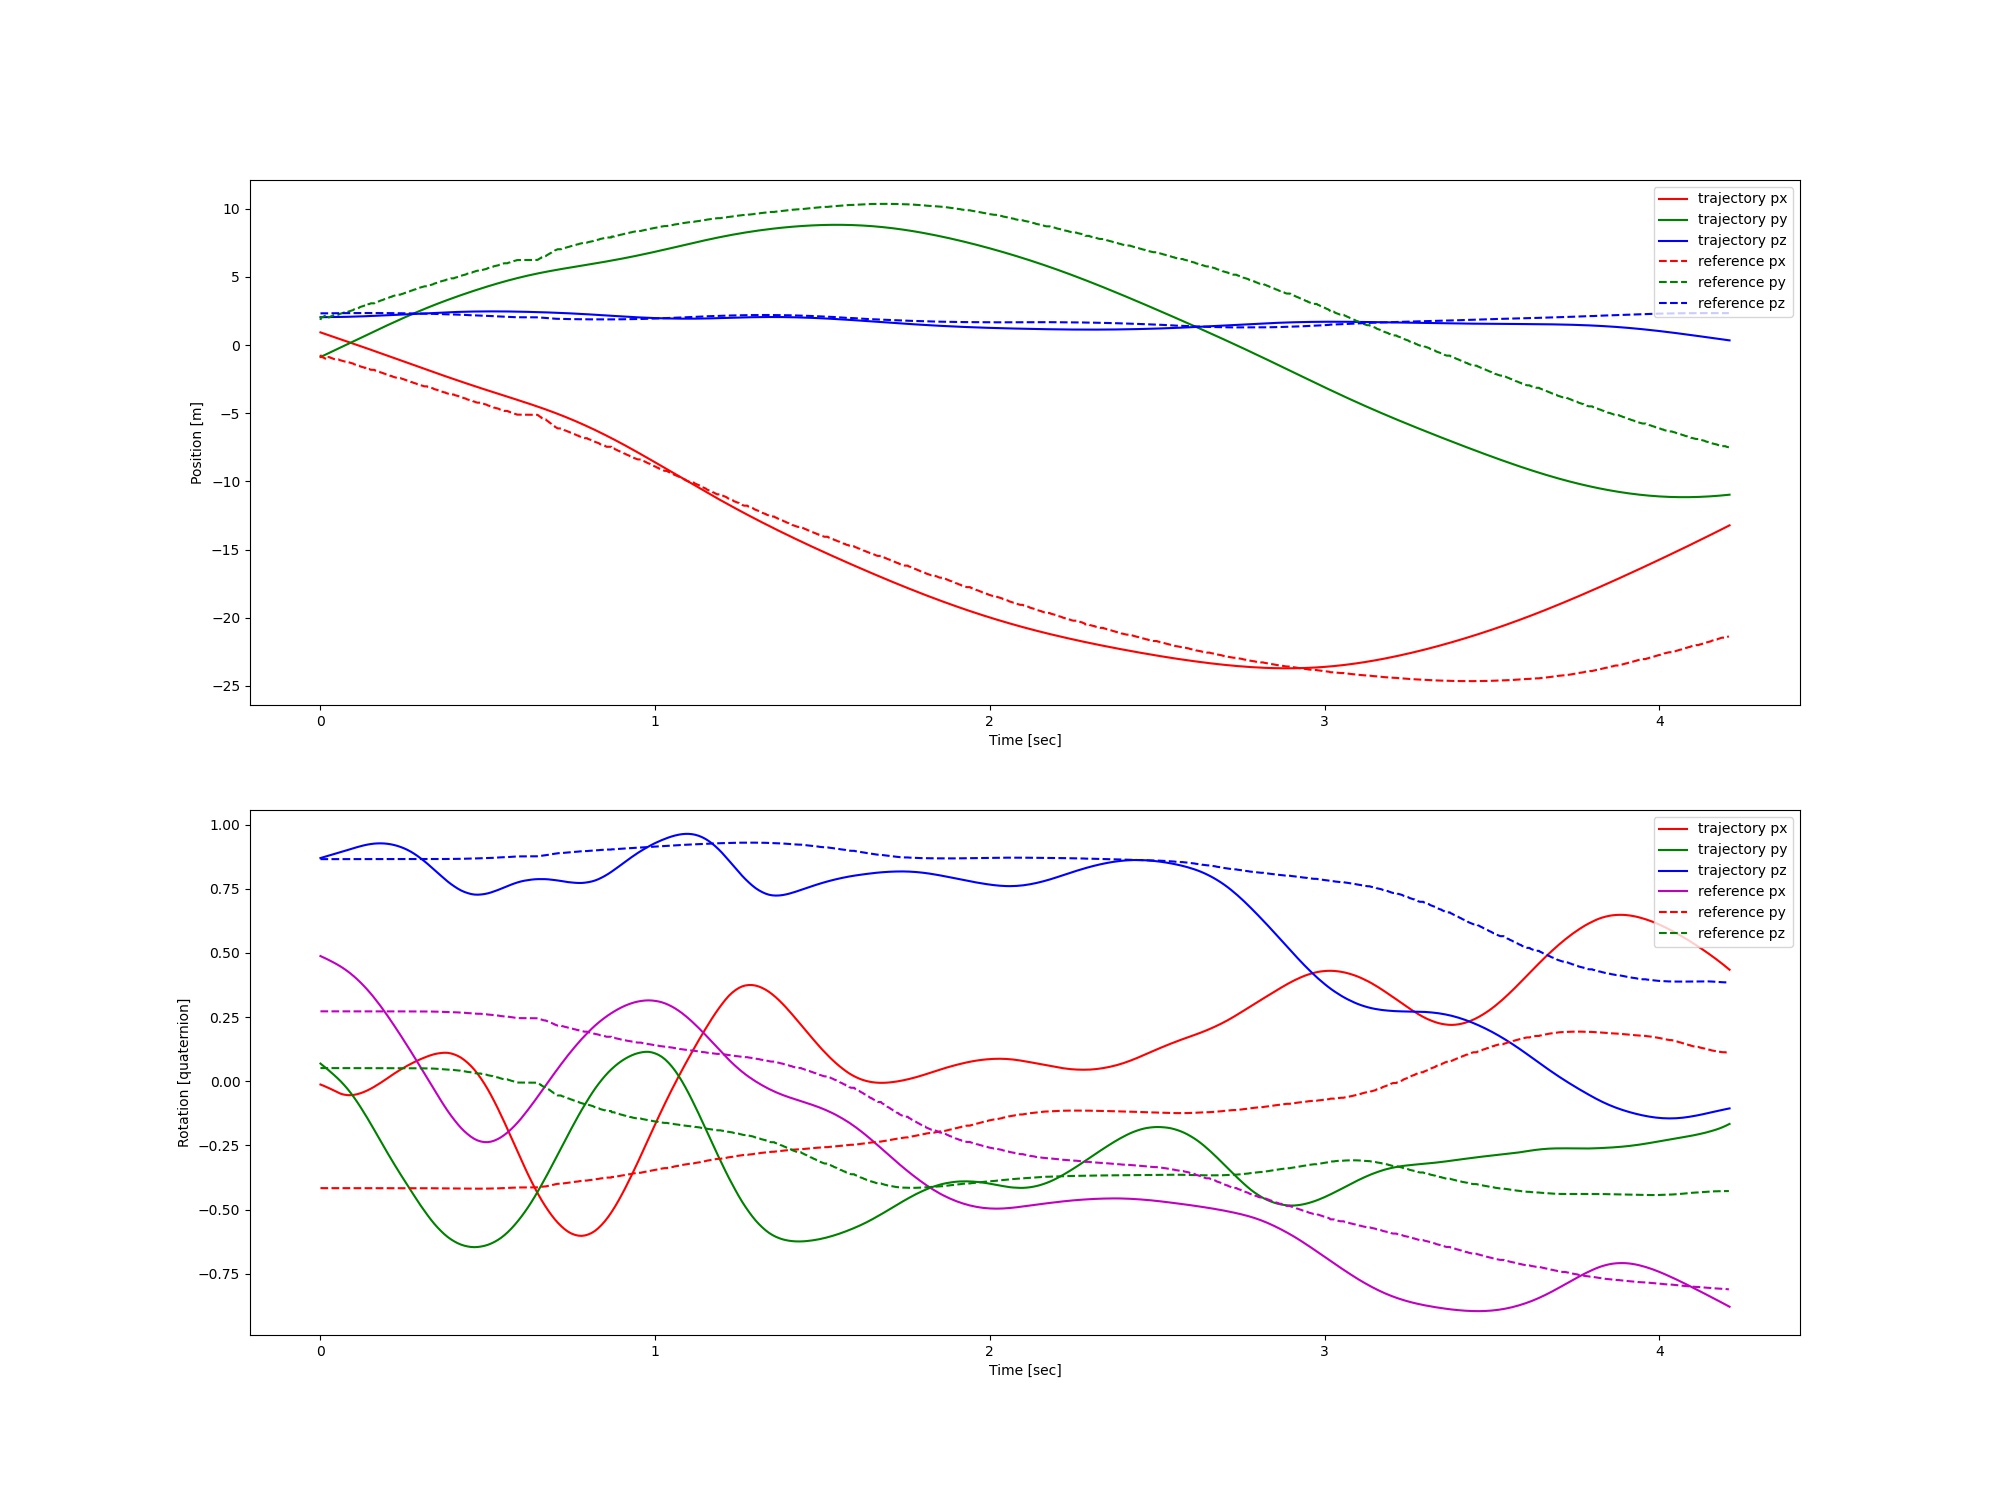 10
5
0
−5
−10
−15
−20
−25
Position [m]
trajectory px
trajectory py
trajectory pz
reference px
reference py
reference pz
0 1 2 3 4
Time [sec]
1.00
0.75
0.50
0.25
0.00
−0.25
−0.50
−0.75
Rotation [quaternion]
trajectory px
trajectory py
trajectory pz
reference px
reference py
reference pz
0 1 2 3 4
Time [sec]